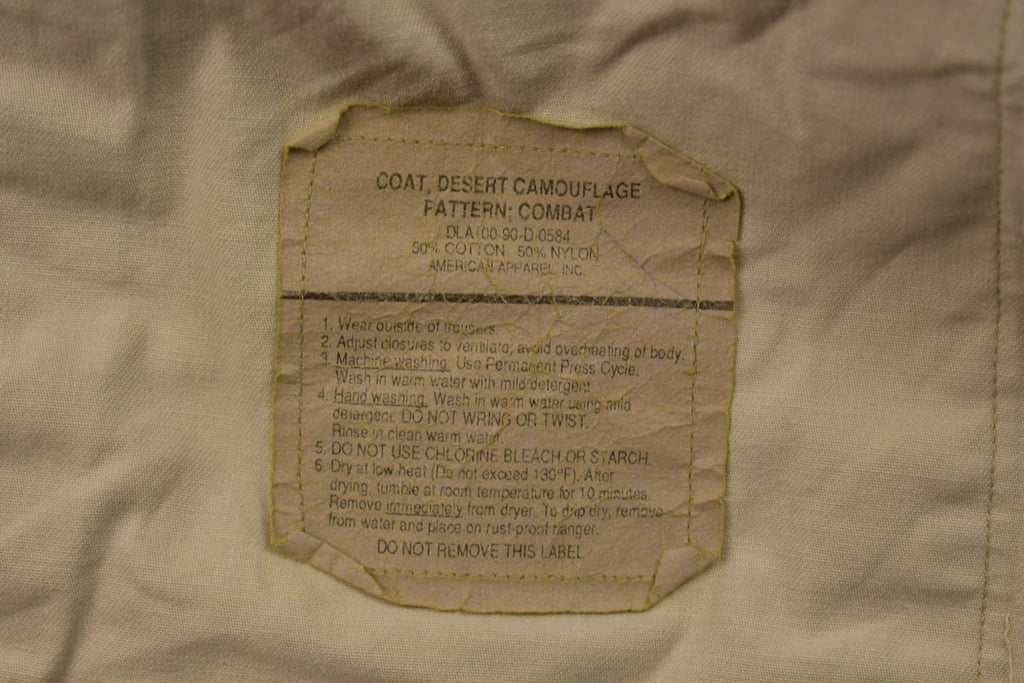 COAT, DESERT CAMOUFLAGE
PATTERN; COMBAT
DLA100-90-D-0584
50% COTTON 50% NYLON
AMERICAN APPAREL, INC.
1. Wear outside of trousers.
2. Adjust closures to ventilate; avoid overheating of body.
3. Machine washing. Use Permanent Press Cycle.
Wash in warm water with mild detergent
4. Hand washing. Wash in warm water using mild
detergent. DO NOT WRING OR TWIST.
Rinse in clean warm water.
5. DO NOT USE CHLORINE BLEACH OR STARCH.
6. Dry at low heat (Do not exceed 130°F). After
drying, tumble at room temperature for 10 minutes.
Remove immediately from dryer. To drip dry, remove
from water and place on rust-proof hanger.
DO NOT REMOVE THIS LABEL